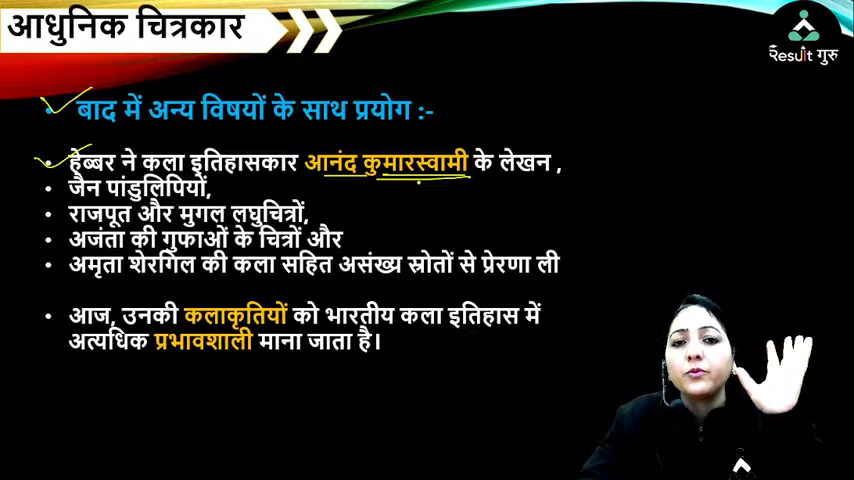 आधुनिक चित्रकार
Result गुरु
• बाद में अन्य विषयों के साथ प्रयोग :-
• हेब्बर ने कला इतिहासकार आनंद कुमारस्वामी के लेखन ,
• जैन पांडुलिपियों,
• राजपूत और मुगल लघुचित्रों,
• अजंता की गुफाओं के चित्रों और
• अमृता शेरगिल की कला सहित असंख्य स्रोतों से प्रेरणा ली
• आज, उनकी कलाकृतियों को भारतीय कला इतिहास में
अत्यधिक प्रभावशाली माना जाता है।